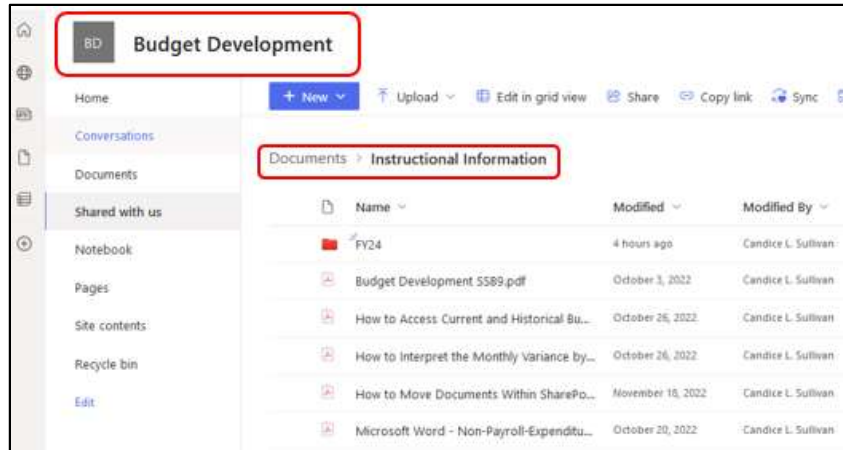 BD Budget Development
Home
Conversations
Documents
Shared with us
Notebook
Pages
Site contents
Recycle bin
Edit
+ New Upload Edit in grid view Share Copy link Sync
Documents > Instructional Information
Name Modified Modified By
FY24 4 hours ago Candice L. Sullivan
Budget Development SSB9.pdf October 3, 2022 Candice L. Sullivan
How to Access Current and Historical Bu... October 26, 2022 Candice L. Sullivan
How to Interpret the Monthly Variance by... October 26, 2022 Candice L. Sullivan
How to Move Documents Within SharePo... November 18, 2022 Candice L. Sullivan
Microsoft Word - Non-Payroll-Expenditu... October 20, 2022 Candice L. Sullivan